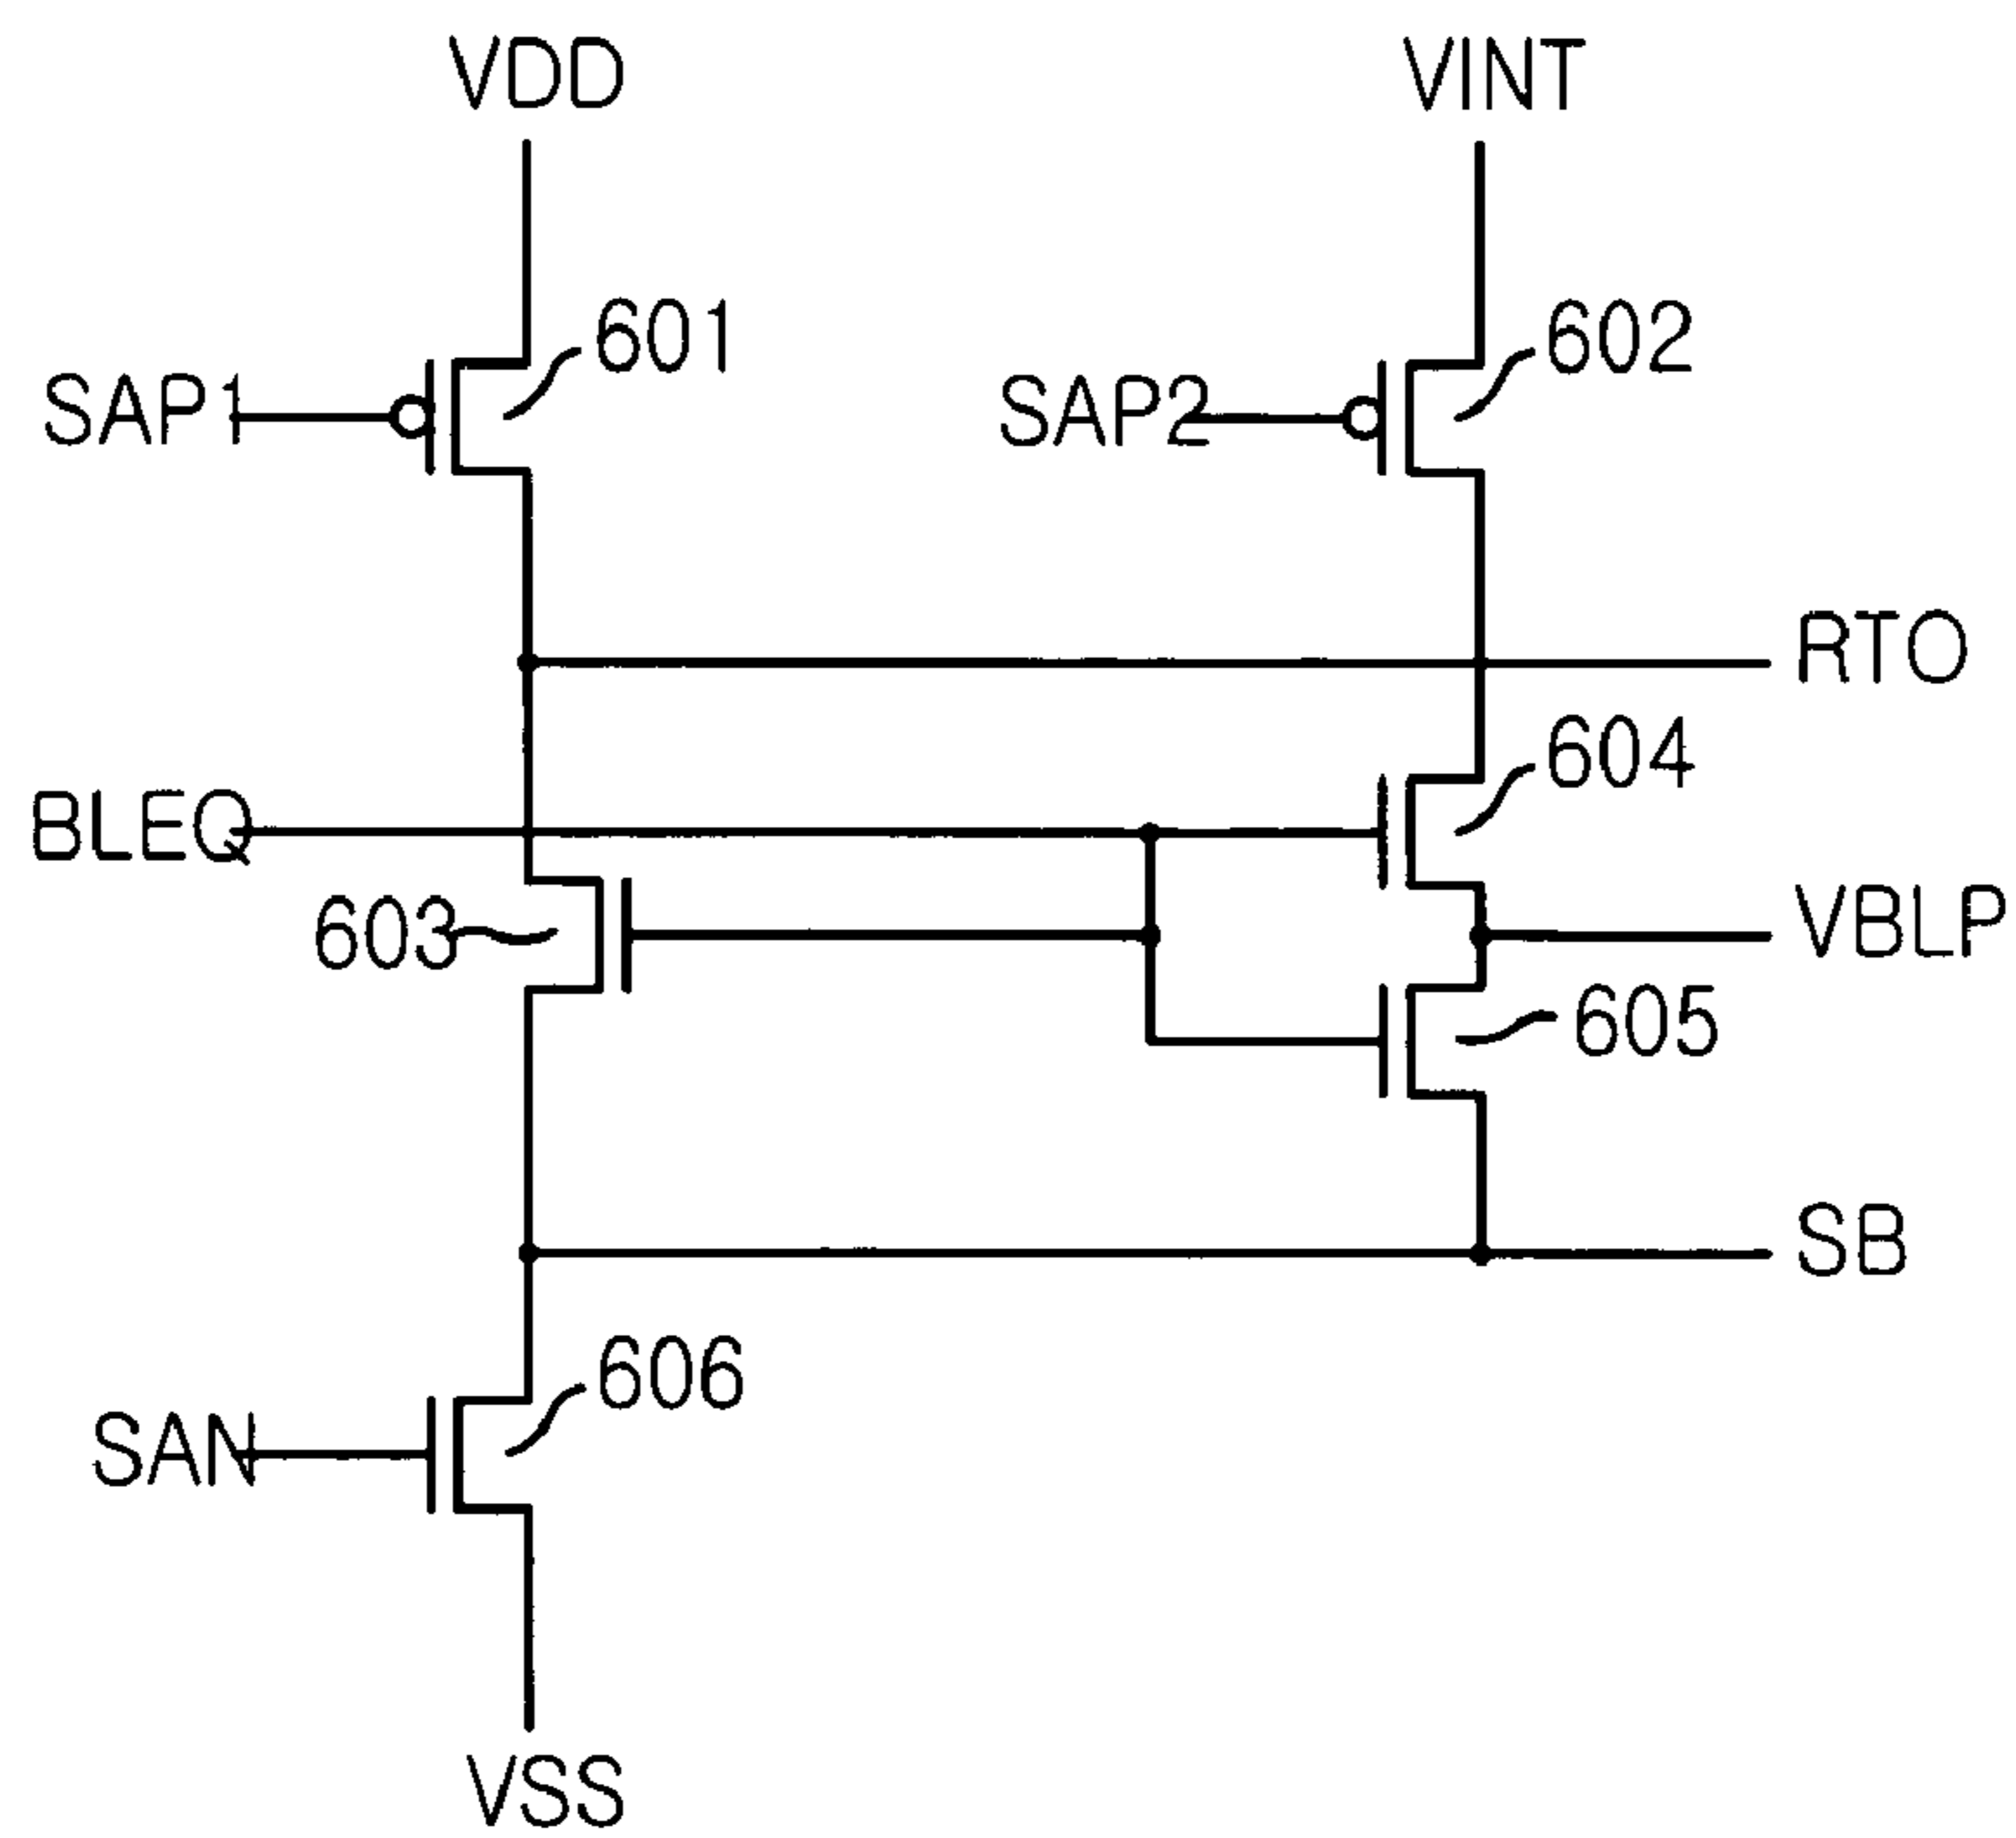 VDD
VINT
601
602
SAP1
SAP2
RTO
604
BLEQ
603
VBLP
605
SB
606
SAN
VSS